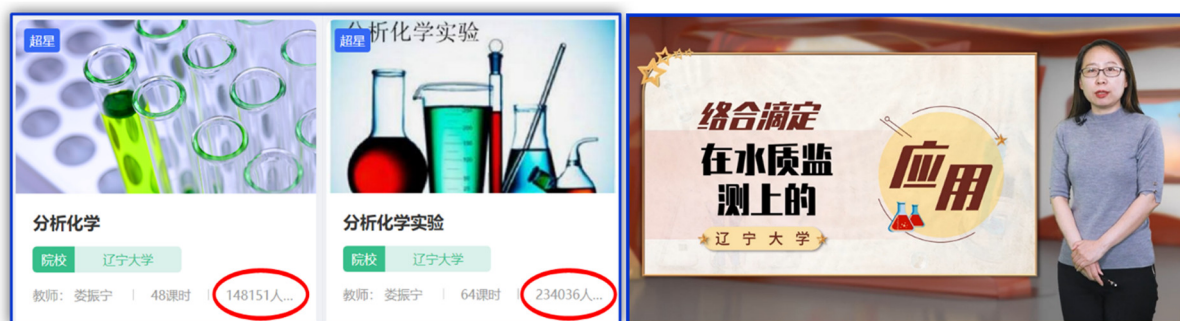 超星
分析化学
院校
辽宁大学
教师： 娄振宁 | 48课时 | 148151人...
超星
分析化学实验
分析化学实验
院校
辽宁大学
教师： 娄振宁 | 64课时 | 234036人...
络合滴定
在水质监
测上的
应用
辽宁大学